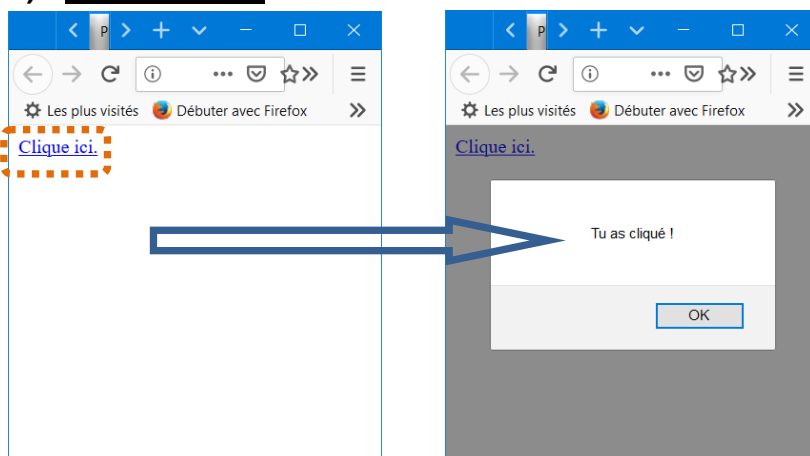 P
Les plus visités Débuter avec Firefox
Clique ici.
P
Les plus visités Débuter avec Firefox
Clique ici.
Tu as cliqué !
OK